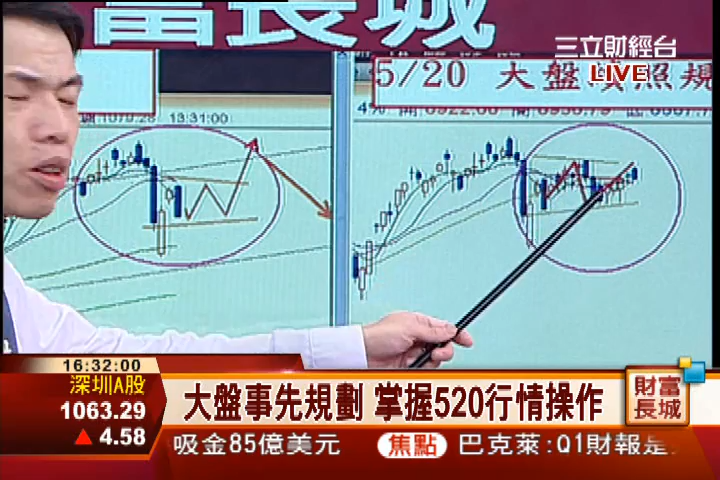 富長城
三立財經台
LIVE
5/20 大盤 照規
13:31:00
16:32:00
深圳A股
1063.29
▲ 4.58
大盤事先規劃 掌握520行情操作
財富
長城
吸金85億美元 焦點 巴克萊:Q1財報是